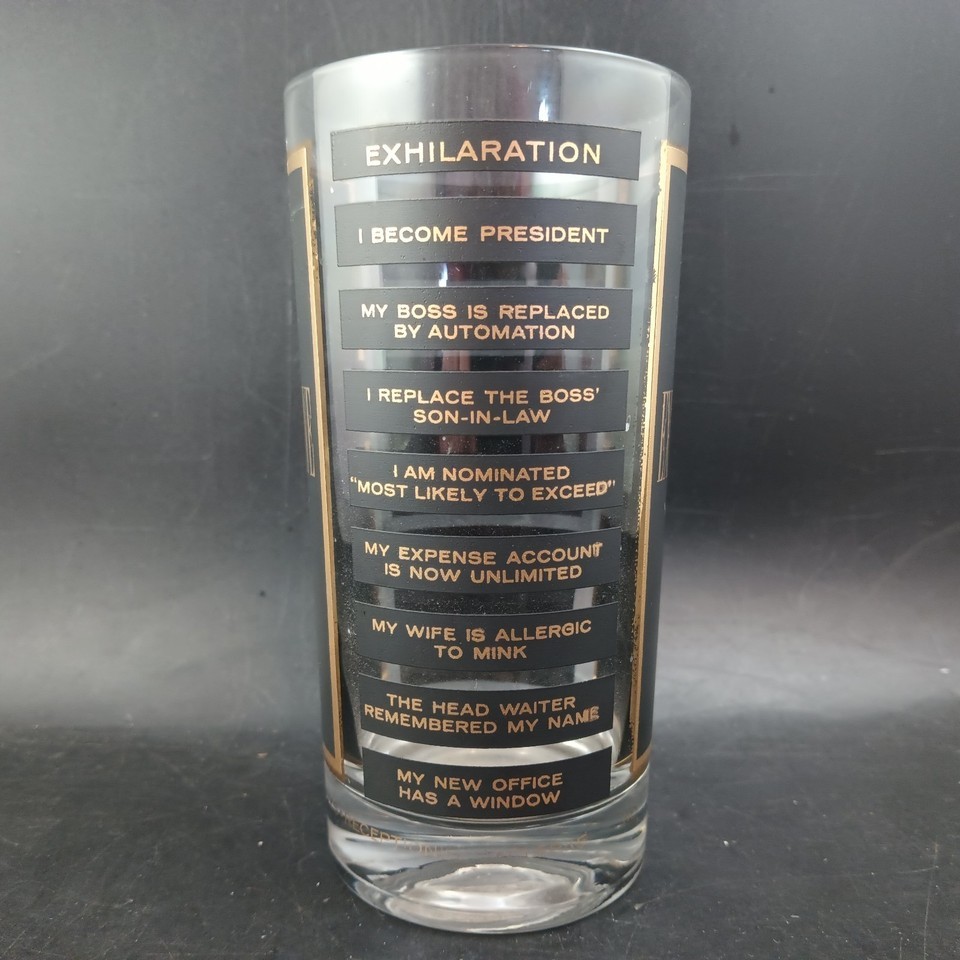 EXHILARATION
I BECOME PRESIDENT
MY BOSS IS REPLACED
BY AUTOMATION
I REPLACE THE BOSS'
SON-IN-LAW
I AM NOMINATED
"MOST LIKELY TO EXCEED"
MY EXPENSE ACCOUNT
IS NOW UNLIMITED
MY WIFE IS ALLERGIC
TO MINK
THE HEAD WAITER
REMEMBERED MY NAME
MY NEW OFFICE
HAS A WINDOW